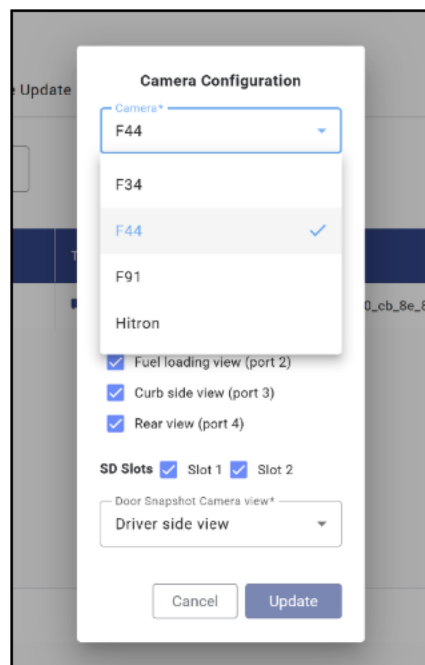 Camera Configuration
e Update
Camera*
F44
F34
F44
T
F91
0_cb_8e_8
Hitron
Fuel loading view (port 2)
Curb side view (port 3)
Rear view (port 4)
SD Slots Slot 1 Slot 2
Door Snapshot Camera view*
Driver side view
Cancel Update